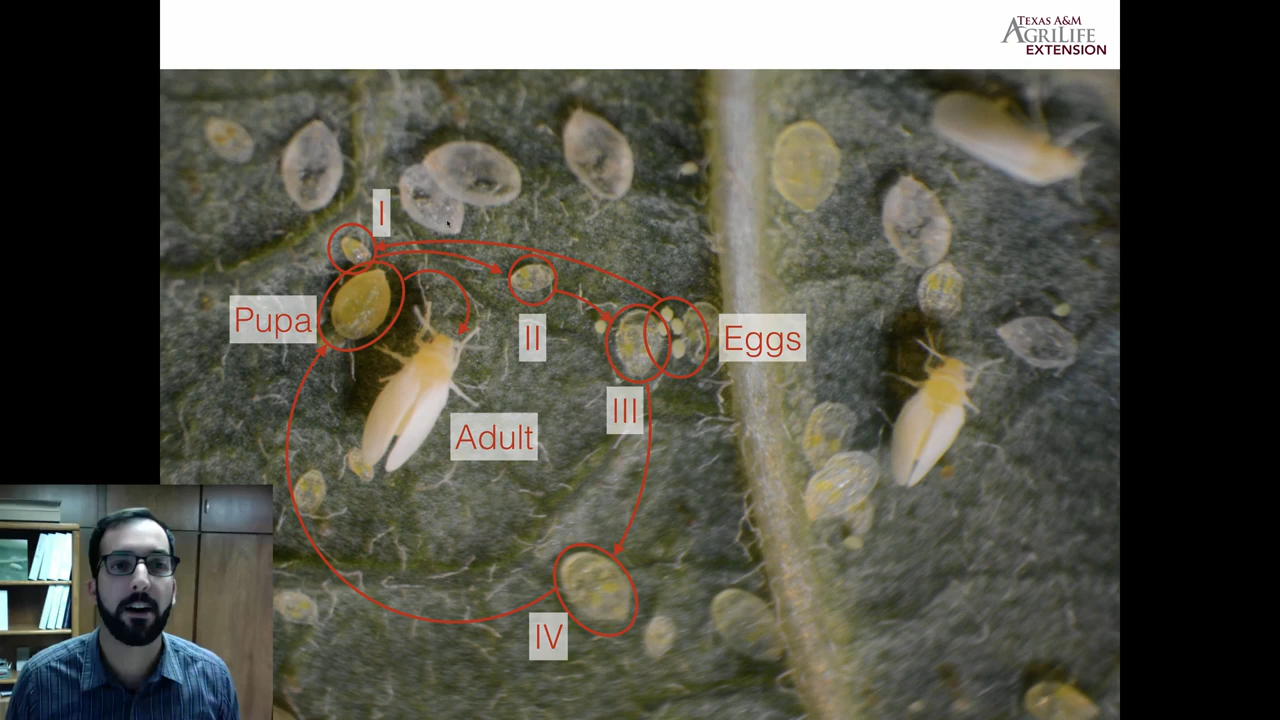 TEXAS A&M
AGRILIFE
EXTENSION
I
Pupa
II
Eggs
III
Adult
IV